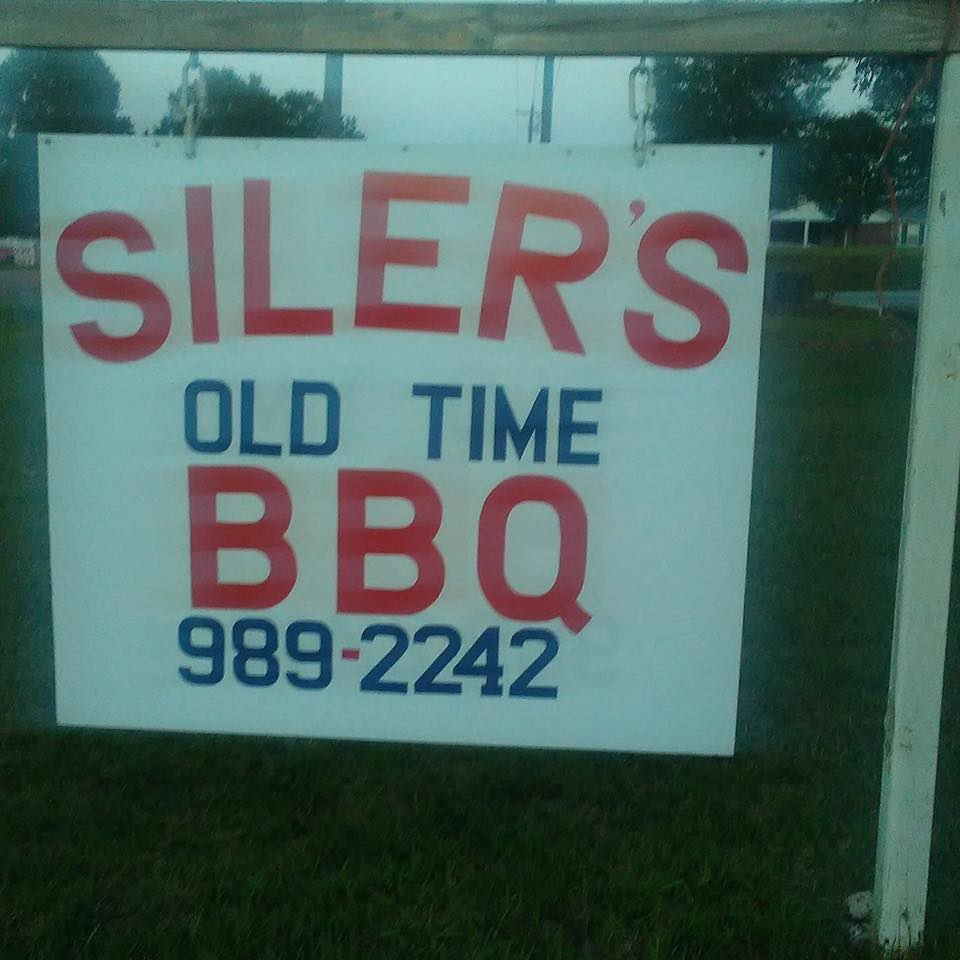 SILER'S
OLD TIME
BBQ
989-2242